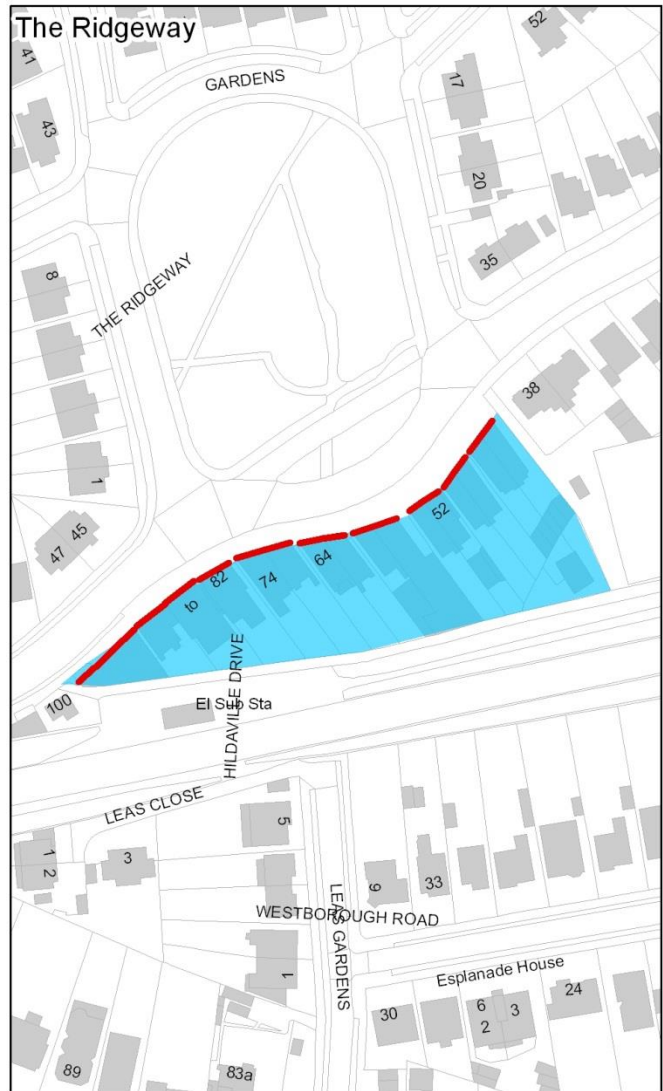 The Ridgeway
41
52
GARDENS
17
43
20
35
8
THE RIDGEWAY
38
1
47 45
52
64
82
74
to
100
HILDAVILLE DRIVE
El Sub Sta
LEAS CLOSE
5
1
2
3
9
33
LEAS GARDENS
WESTBOROUGH ROAD
1
Esplanade House
30
6
2
3
24
89
83a